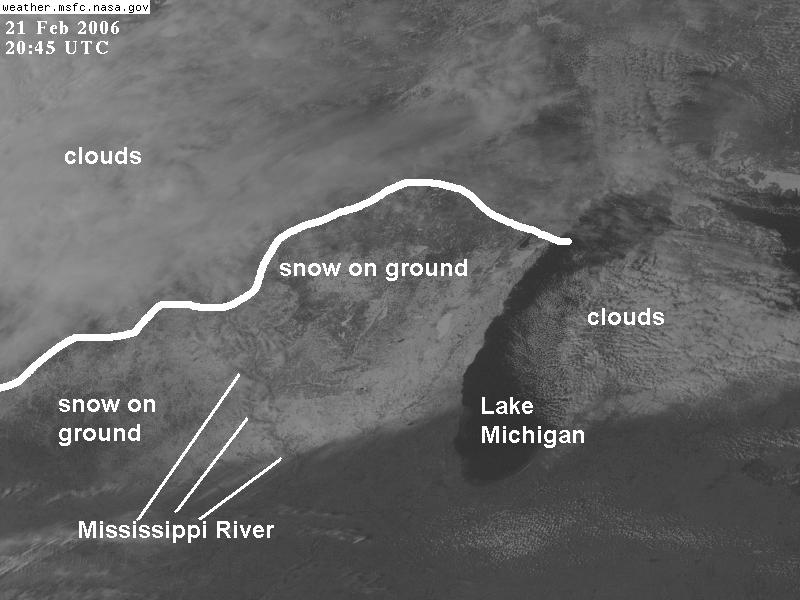 weather.msfc.nasa.gov
21 Feb 2006
20:45 UTC
clouds
snow on ground
clouds
snow on
ground
Lake
Michigan
Mississippi River